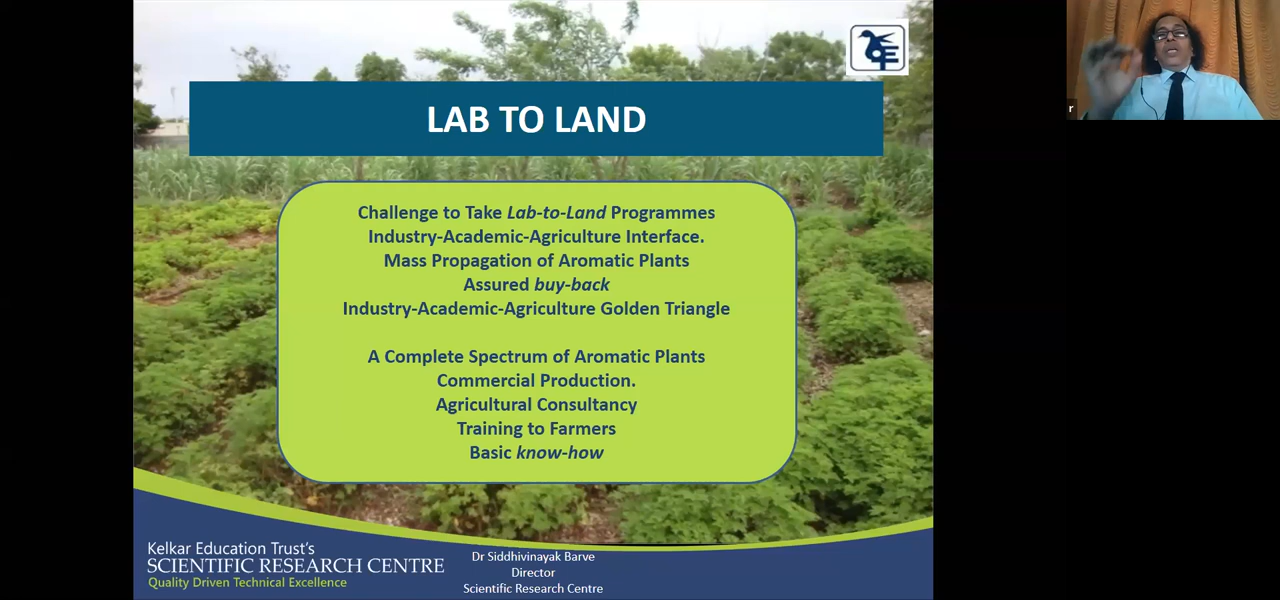 LAB TO LAND
Challenge to Take Lab-to-Land Programmes
Industry-Academic-Agriculture Interface.
Mass Propagation of Aromatic Plants
Assured buy-back
Industry-Academic-Agriculture Golden Triangle
A Complete Spectrum of Aromatic Plants
Commercial Production.
Agricultural Consultancy
Training to Farmers
Basic know-how
Kelkar Education Trust's
SCIENTIFIC RESEARCH CENTRE
Quality Driven Technical Excellence
Dr Siddhivinayak Barve
Director
Scientific Research Centre
r